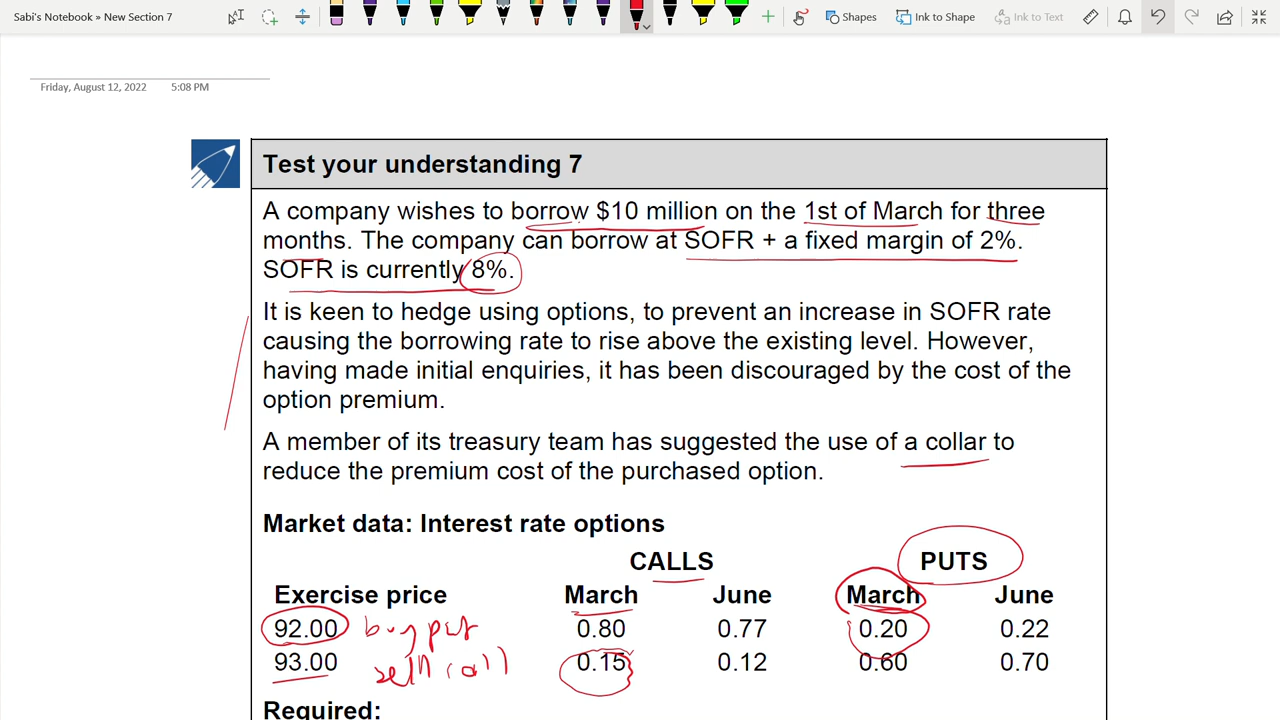 Sabi's Notebook » New Section 7
Shapes
Ink to Shape
Ink to Text
Friday, August 12, 2022 5:08 PM
Test your understanding 7
A company wishes to borrow $10 million on the 1st of March for three
months. The company can borrow at SOFR + a fixed margin of 2%.
SOFR is currently 8%.
It is keen to hedge using options, to prevent an increase in SOFR rate
causing the borrowing rate to rise above the existing level. However,
having made initial enquiries, it has been discouraged by the cost of the
option premium.
A member of its treasury team has suggested the use of a collar to
reduce the premium cost of the purchased option.
Market data: Interest rate options
CALLS PUTS
Exercise price March June March June
92.00 buy put 0.80 0.77 0.20 0.22
93.00 sell call 0.15 0.12 0.60 0.70
Required: